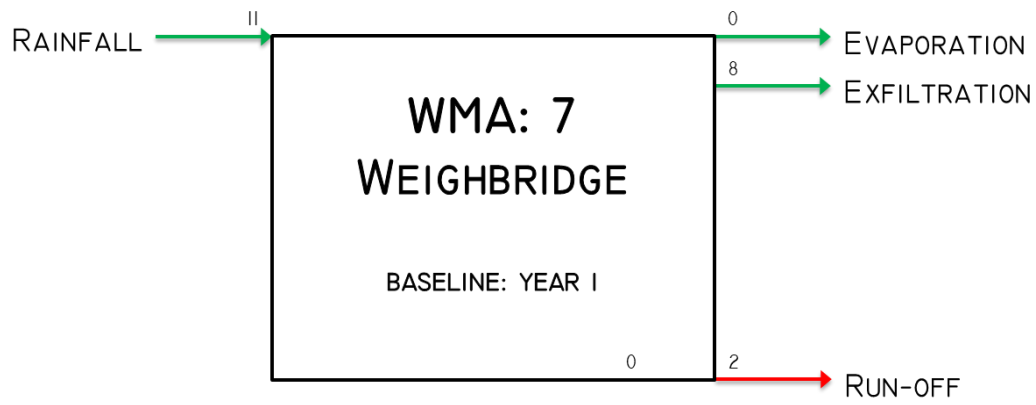 11
0
RAINFALL
EVAPORATION
8
EXFILTRATION
WMA: 7
WEIGHBRIDGE
BASELINE: YEAR 1
0
2
RUN-OFF